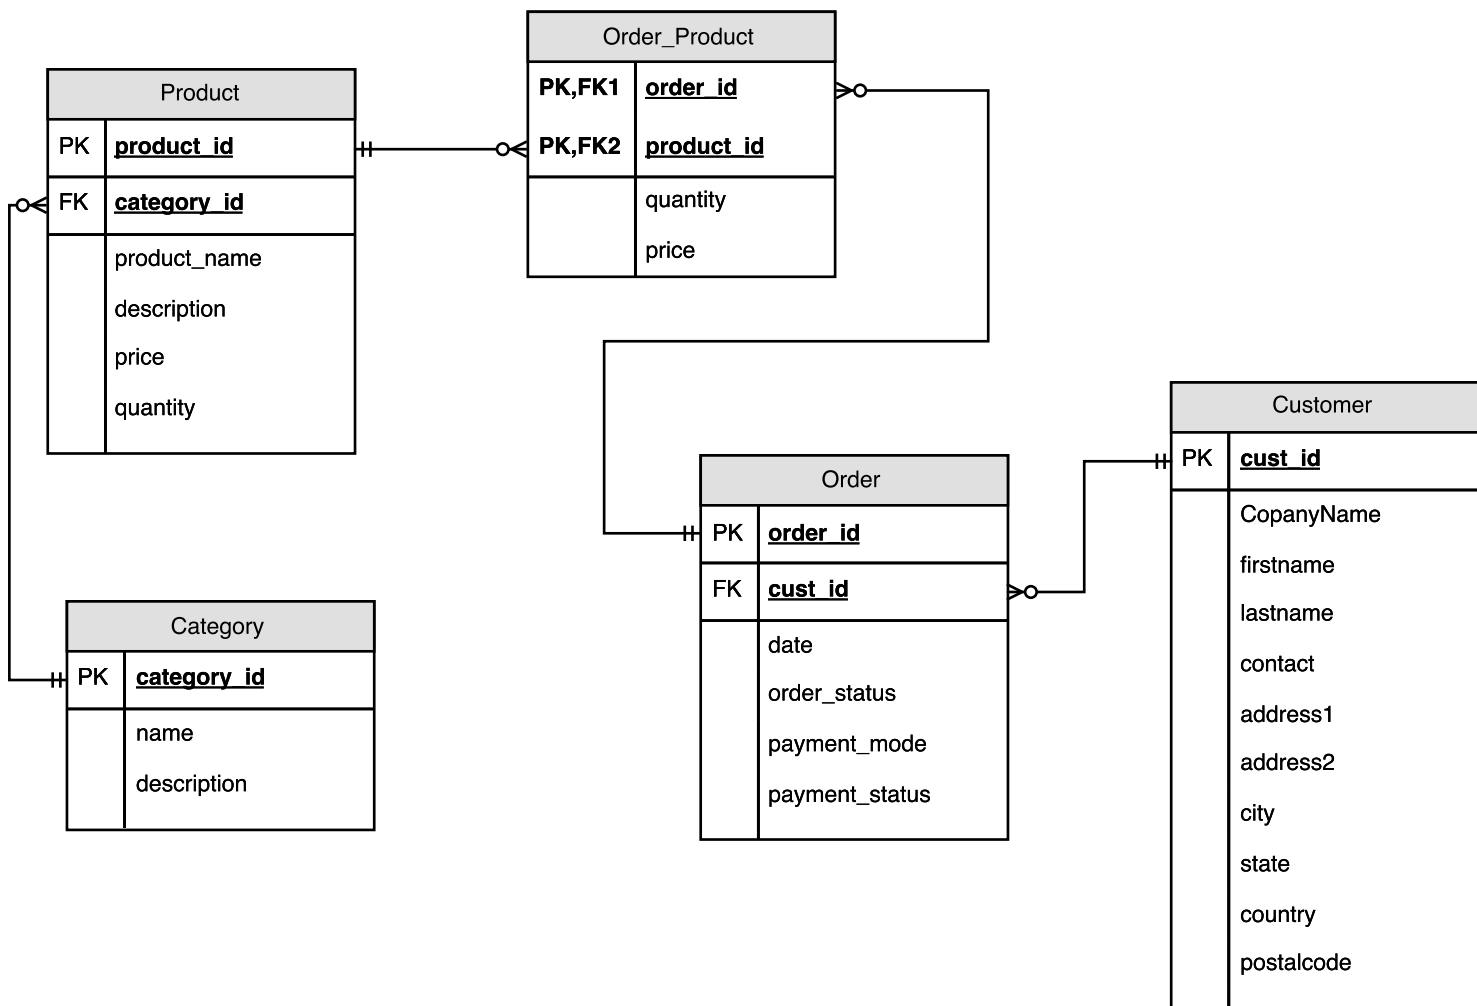 Order_Product
PK,FK1 order_id
PK,FK2 product_id
quantity
price
Product
PK product_id
FK category_id
product_name
description
price
quantity
Customer
PK cust_id
CopanyName
firstname
lastname
contact
address1
address2
city
state
country
postalcode
Order
PK order_id
FK cust_id
date
order_status
payment_mode
payment_status
Category
PK category_id
name
description